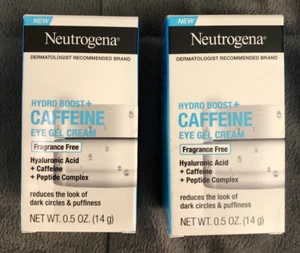 NEW
Neutrogena®
DERMATOLOGIST RECOMMENDED BRAND
HYDRO BOOST+
CAFFEINE
EYE GEL CREAM
Fragrance Free
Hyaluronic Acid
+ Caffeine
+ Peptide Complex
reduces the look of
dark circles & puffiness
NET WT. 0.5 OZ. (14 g)
NEW
Neutrogena®
DERMATOLOGIST RECOMMENDED BRAND
HYDRO BOOST+
CAFFEINE
EYE GEL CREAM
Fragrance Free
Hyaluronic Acid
+ Caffeine
+ Peptide Complex
reduces the look of
dark circles & puffiness
NET WT. 0.5 OZ. (14 g)